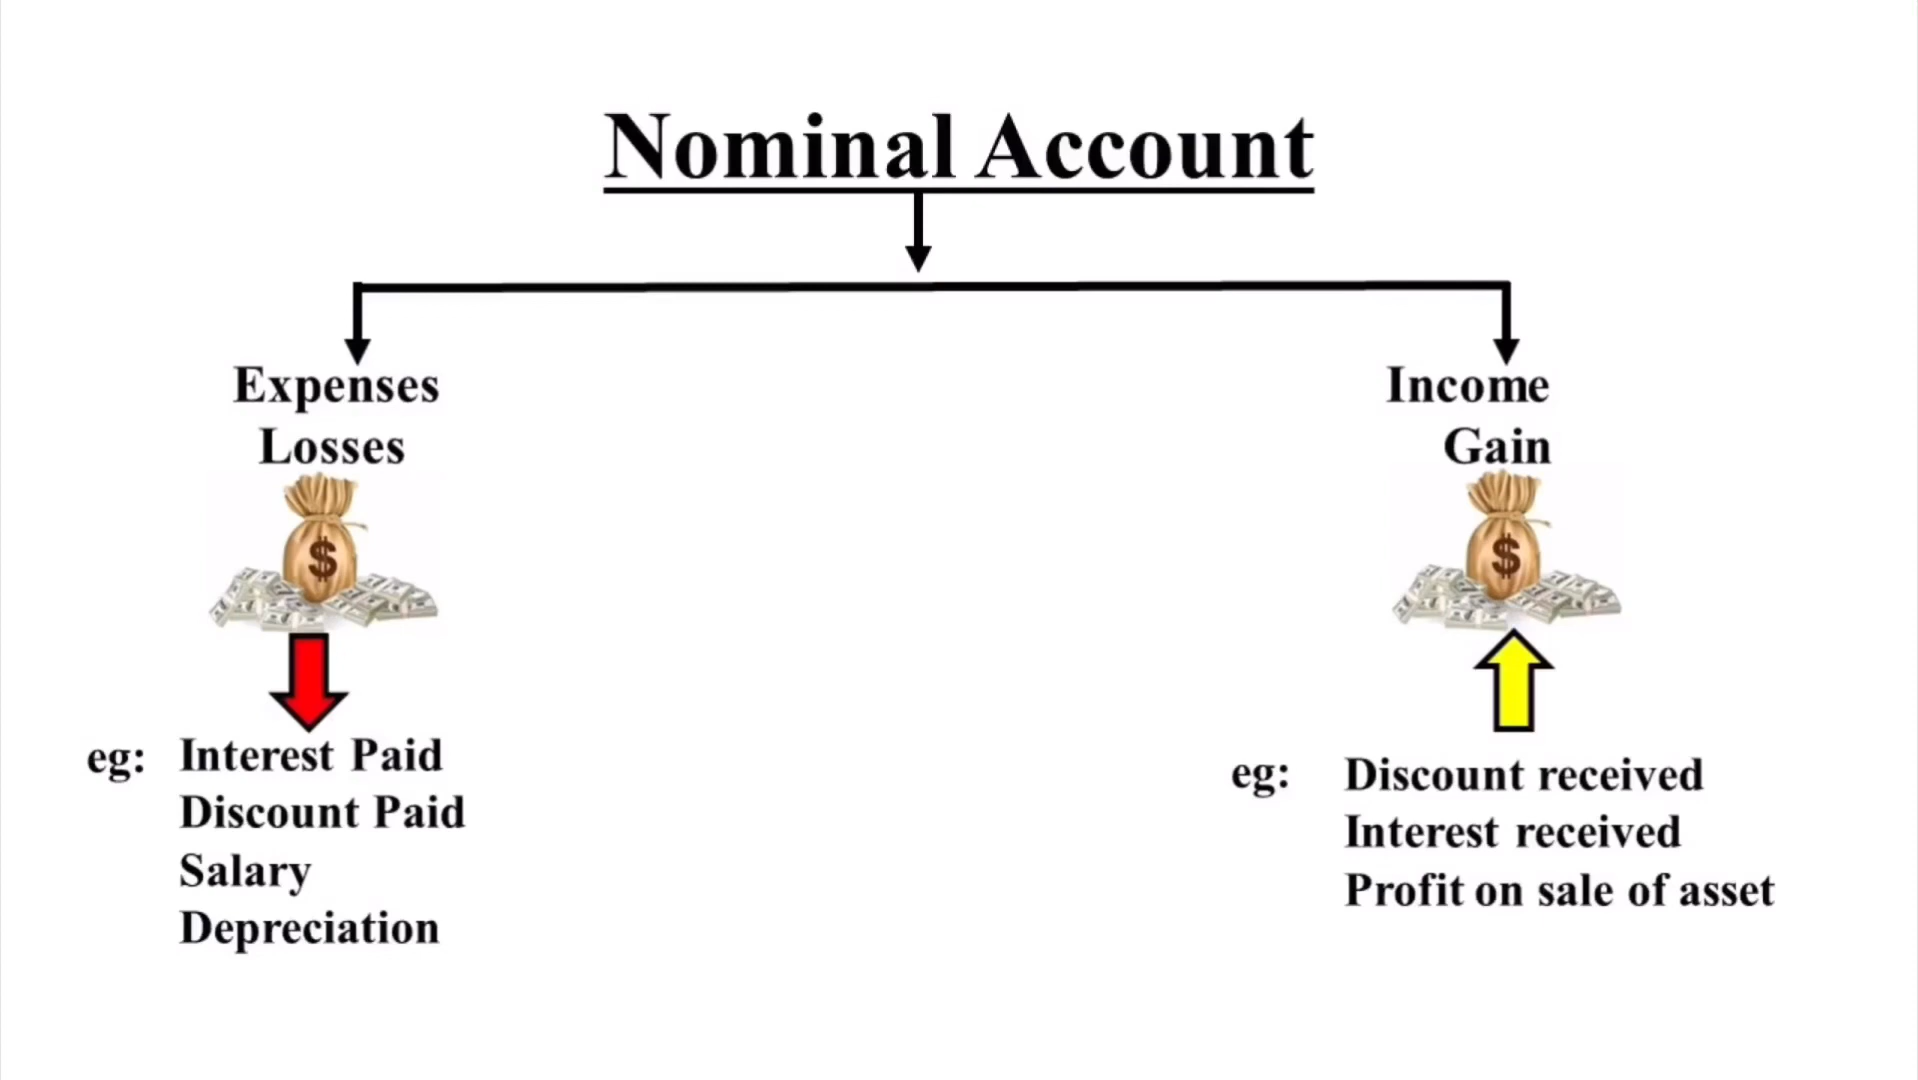 Nominal Account
Expenses
Losses
$
eg: Interest Paid
Discount Paid
Salary
Depreciation
Income
Gain
$
eg: Discount received
Interest received
Profit on sale of asset